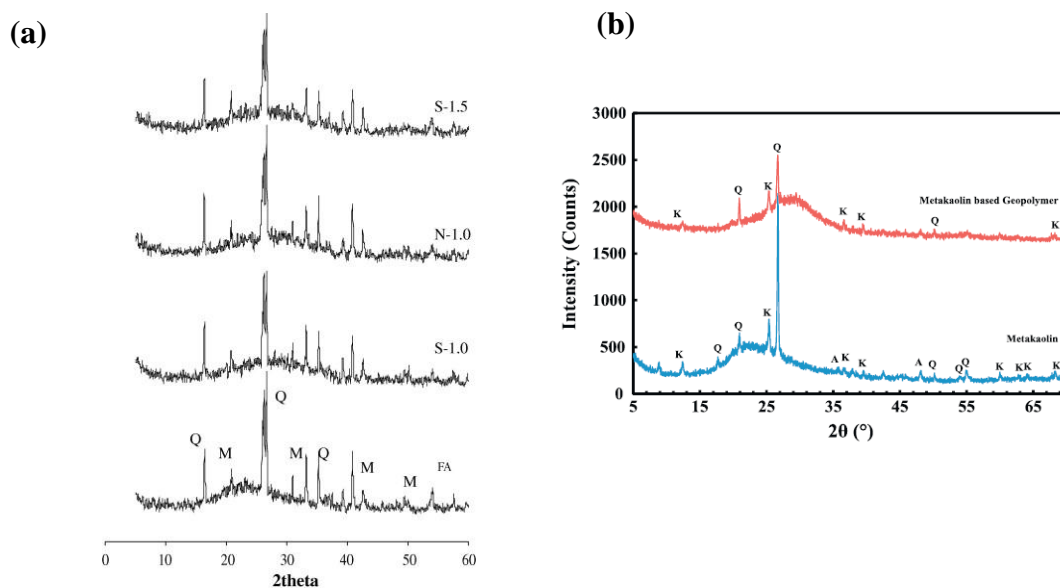 (a)
S-1.5
N-1.0
S-1.0
Q
Q
M
M
Q
M
M
FA
0 10 20 30 40 50 60
2theta
(b)
3000
2500
2000
1500
1000
500
0
Intensity (Counts)
Q
K
Q
K
K
K
Q
K
Metakaolin based Geopolymer
K
Q
Q
K
A
K
K
A
Q
Q
Q
K
K
K
K
Metakaolin
5 15 25 35 45 55 65
2θ (°)